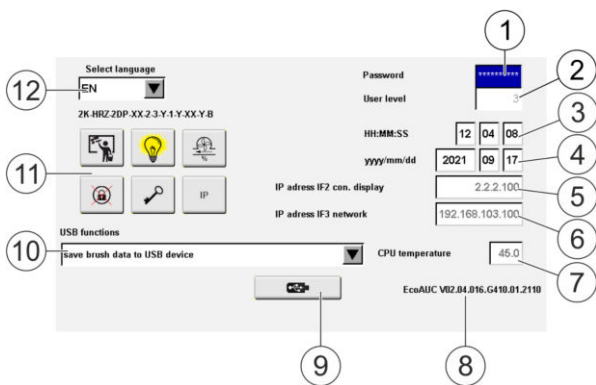 1
Select language
Password *********
2
EN
User level 3
12
3
2K-HRZ-2DP-XX-2-3-Y-1-Y-XX-Y-B
HH:MM:SS 12 04 08
4
yyyy/mm/dd 2021 09 17
%
11
IP adress IF2 con. display 2.2.2.100
5
IP
IP adress IF3 network 192.168.103.100
6
USB functions
10
save brush data to USB device
CPU temperature 45.0
7
EcoAUC V02.04.016.G410.01.2110
9
8